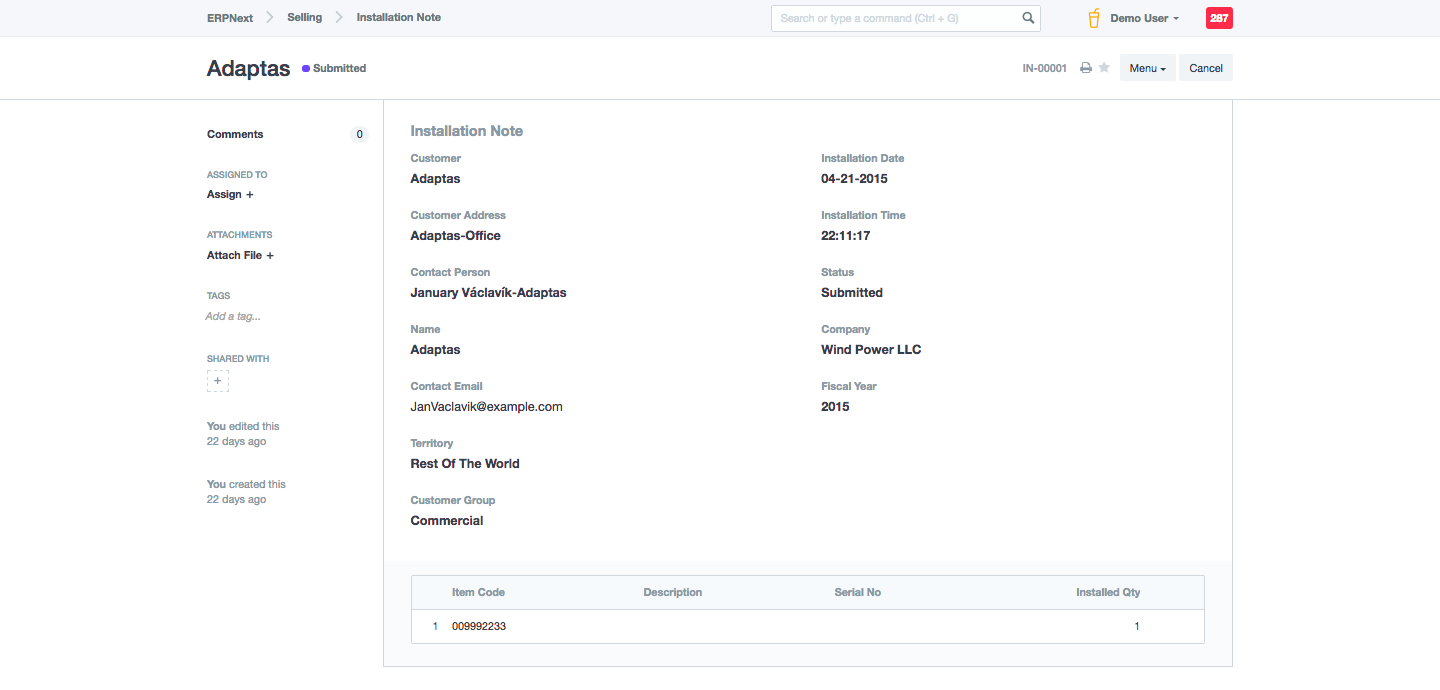 ERPNext Selling Installation Note Search or type a command (Ctrl + G) Demo User 287
Adaptas Submitted IN-00001 Menu Cancel
Comments 0
ASSIGNED TO
Assign +
ATTACHMENTS
Attach File +
TAGS
Add a tag...
SHARED WITH
+
You edited this
22 days ago
You created this
22 days ago
Installation Note
Customer
Adaptas
Customer Address
Adaptas-Office
Contact Person
January Václavík-Adaptas
Name
Adaptas
Contact Email
JanVaclavik@example.com
Territory
Rest Of The World
Customer Group
Commercial
Installation Date
04-21-2015
Installation Time
22:11:17
Status
Submitted
Company
Wind Power LLC
Fiscal Year
2015
Item Code Description Serial No Installed Qty
1 009992233 1